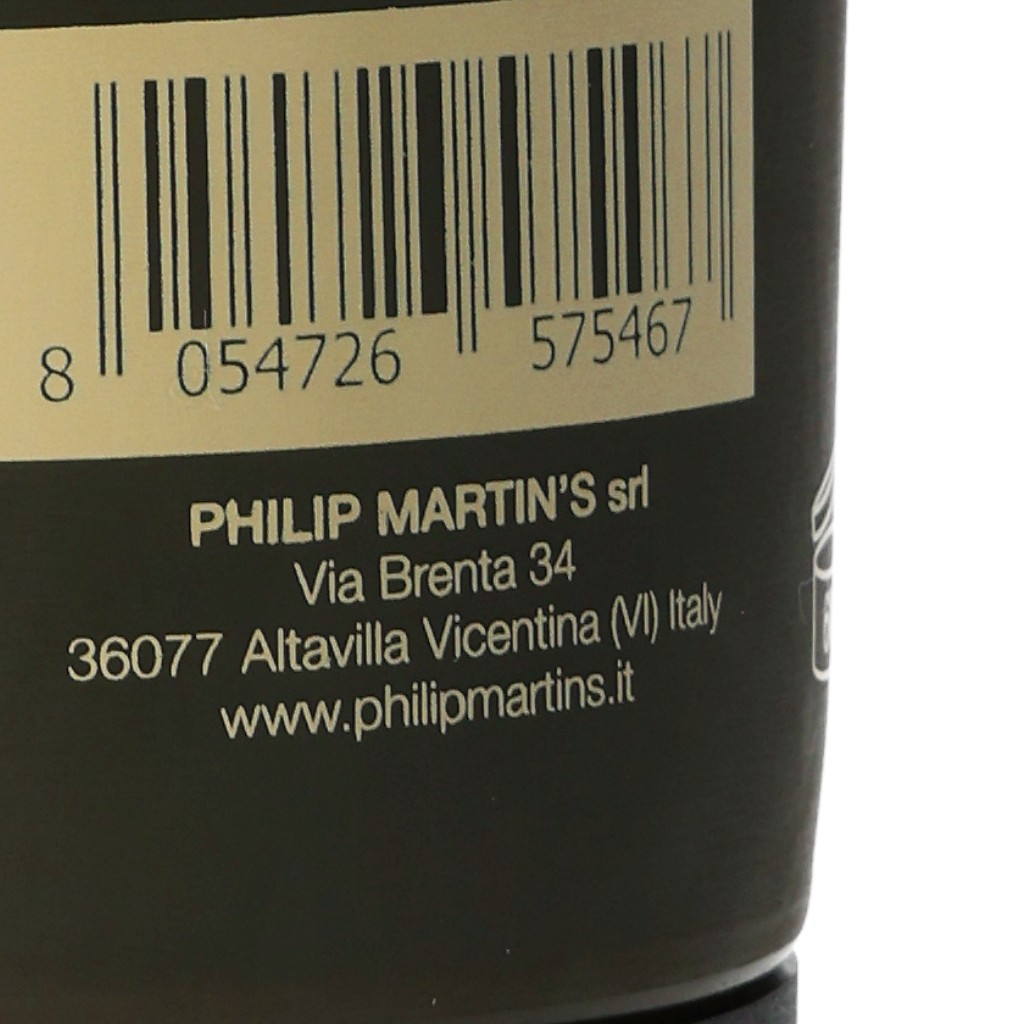 8 054726 575467
PHILIP MARTIN'S srl
Via Brenta 34
36077 Altavilla Vicentina (VI) Italy
www.philipmartins.it